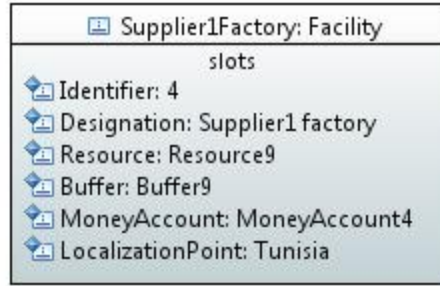 Supplier1Factory: Facility
slots
Identifier: 4
Designation: Supplier1 factory
Resource: Resource9
Buffer: Buffer9
MoneyAccount: MoneyAccount4
LocalizationPoint: Tunisia